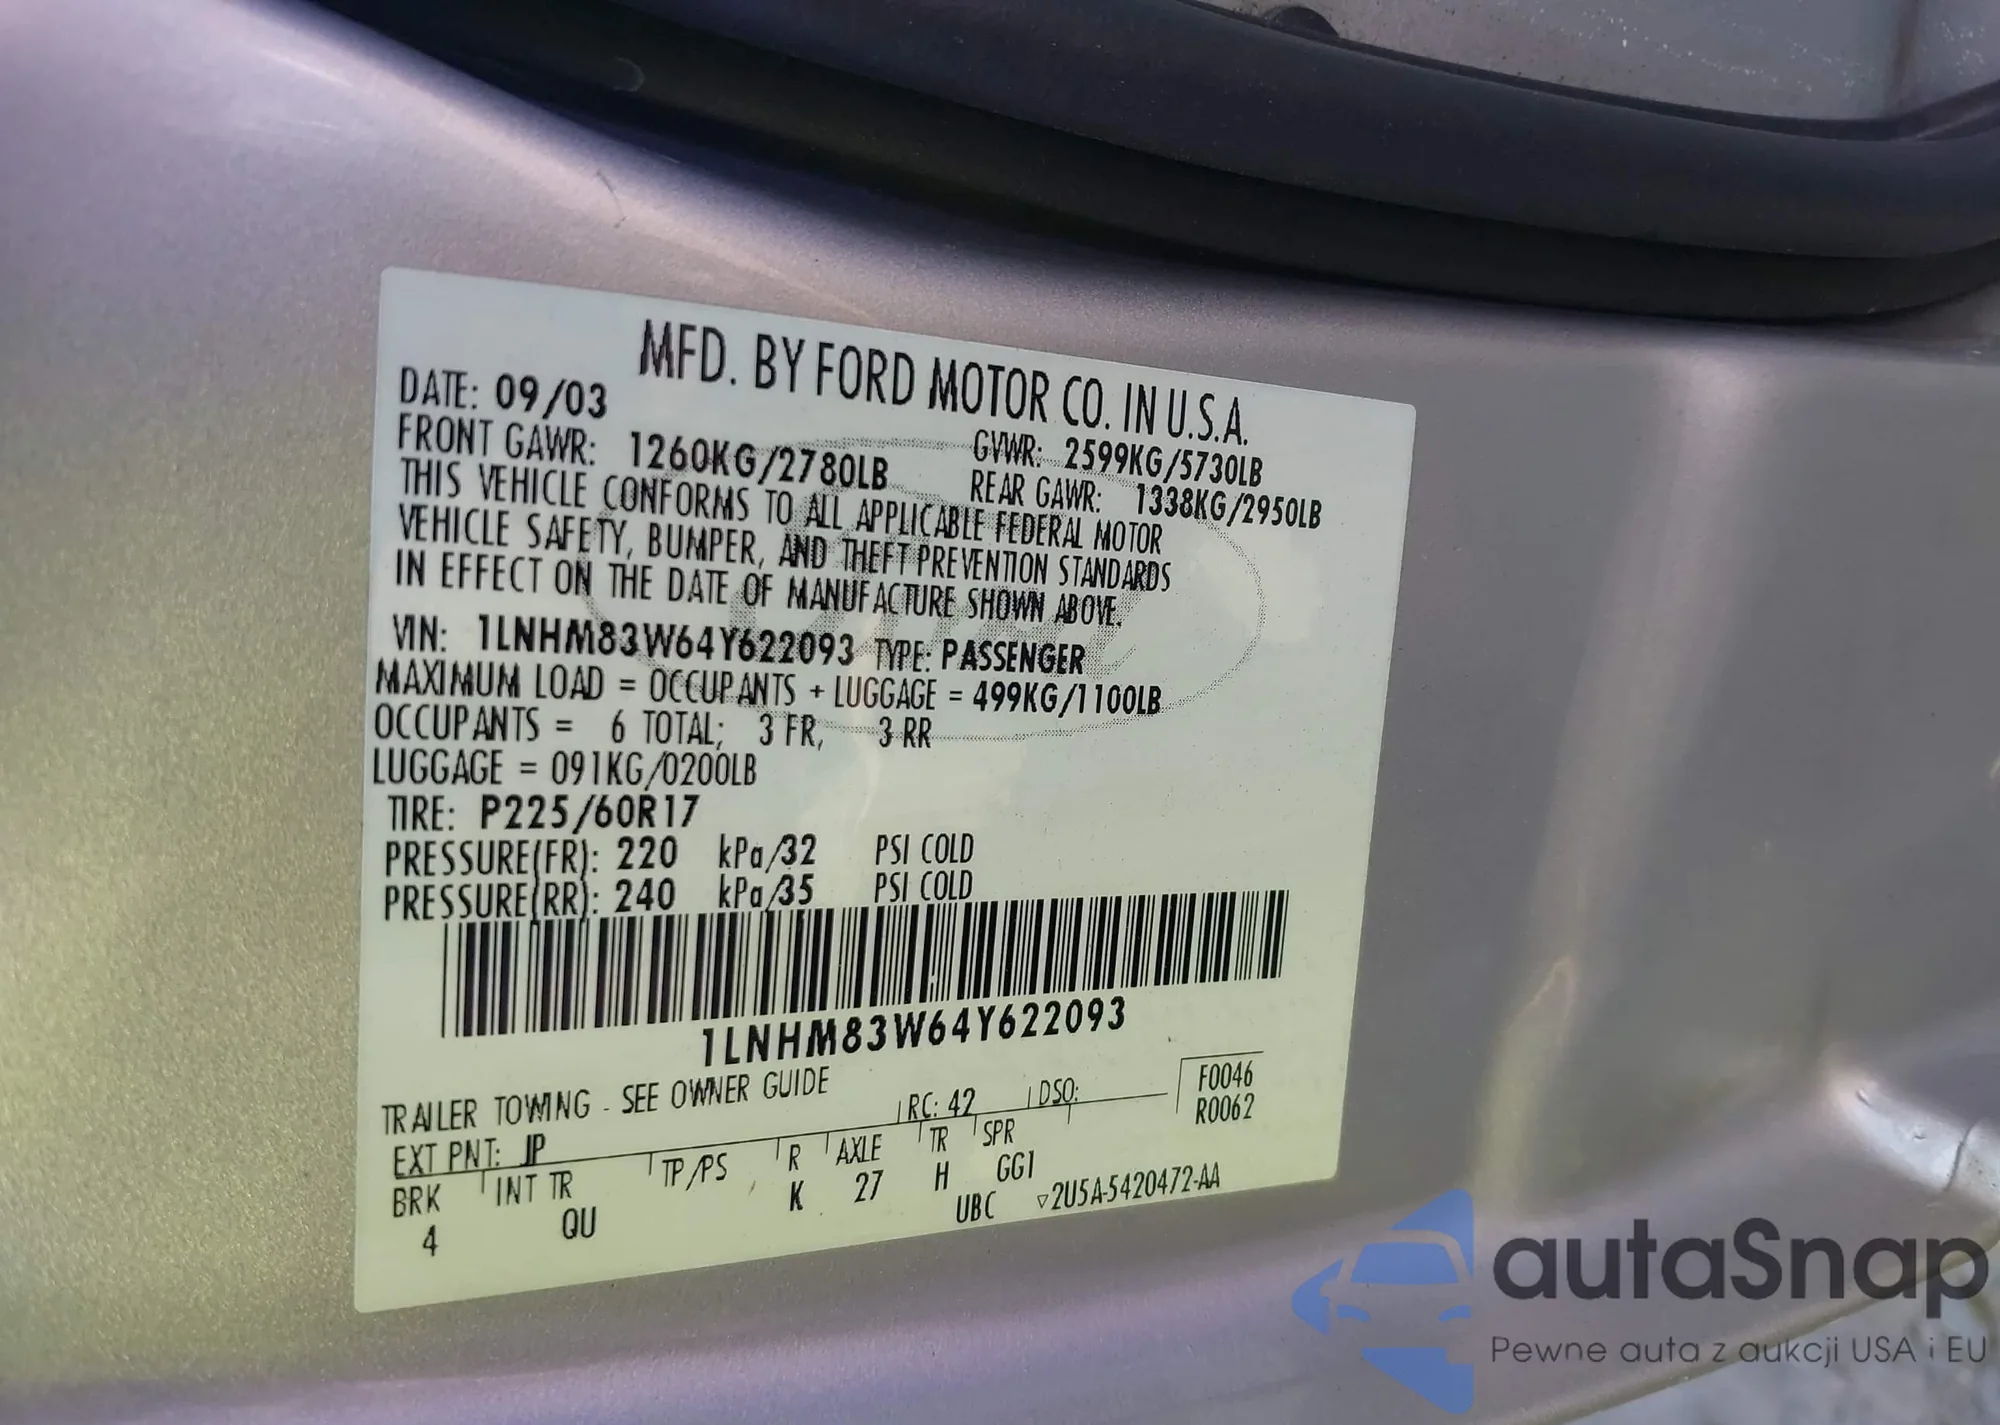 MFD. BY FORD MOTOR CO. IN U.S.A.
DATE: 09/03
GVWR: 2599KG/5730LB
FRONT GAWR: 1260KG/2780LB
REAR GAWR: 1338KG/2950LB
THIS VEHICLE CONFORMS TO ALL APPLICABLE FEDERAL MOTOR
VEHICLE SAFETY, BUMPER, AND THEFT PREVENTION STANDARDS
IN EFFECT ON THE DATE OF MANUFACTURE SHOWN ABOVE.
VIN: 1LNHM83W64Y622093 TYPE: PASSENGER
MAXIMUM LOAD = OCCUPANTS + LUGGAGE = 499KG/1100LB
OCCUPANTS = 6 TOTAL; 3 FR, 3 RR
LUGGAGE = 091KG/0200LB
TIRE: P225/60R17
PRESSURE(FR): 220 kPa/32 PSI COLD
PRESSURE(RR): 240 kPa/35 PSI COLD
1LNHM83W64Y622093
TRAILER TOWING - SEE OWNER GUIDE
F0046
EXT PNT: JP RC: 42 DSO: R0062
BRK INT TR TP/PS R AXLE TR SPR
4 QU K 27 H GG1
UBC ▽2U5A-5420472-AA
autaSnap
Pewne auta z aukcji USA i EU